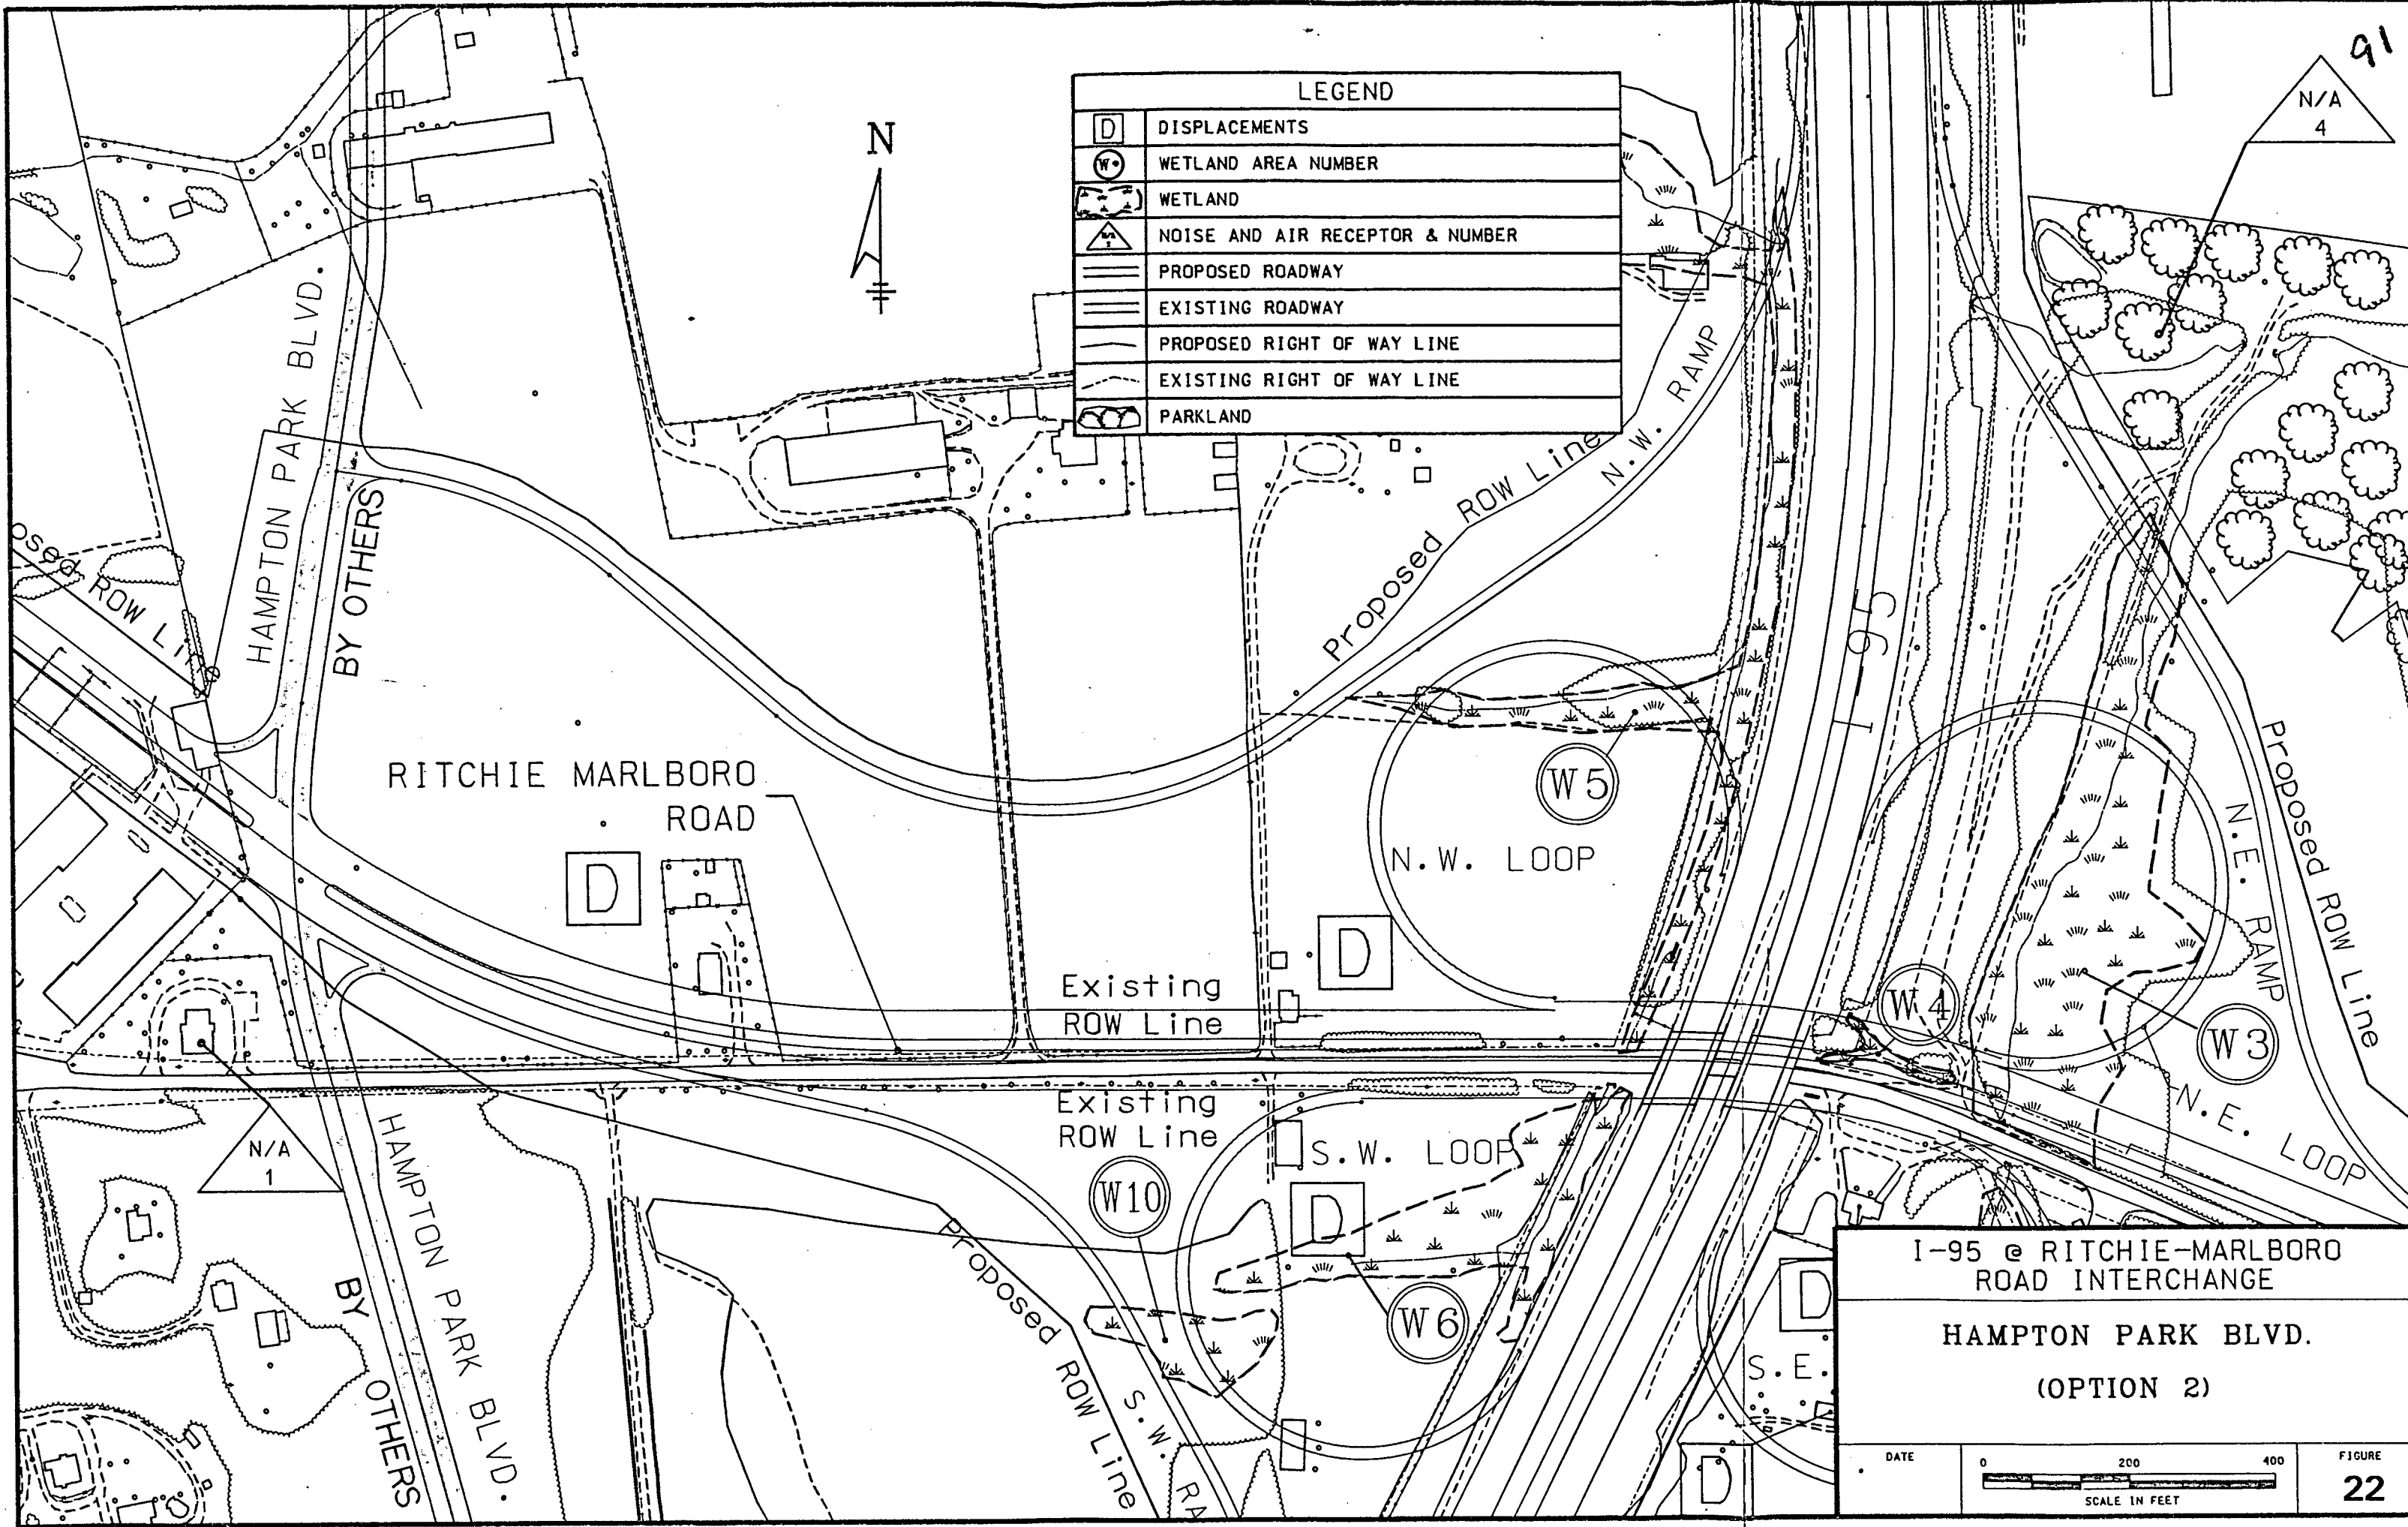 91
N/A
4
LEGEND
D DISPLACEMENTS
W WETLAND AREA NUMBER
WETLAND
NOISE AND AIR RECEPTOR & NUMBER
PROPOSED ROADWAY
EXISTING ROADWAY
PROPOSED RIGHT OF WAY LINE
EXISTING RIGHT OF WAY LINE
PARKLAND
N
HAMPTON PARK BLVD.
BY OTHERS
osed ROW Li
Proposed ROW Line
N.W. RAMP
I 95
RITCHIE MARLBORO
ROAD
D
W5
N.W. LOOP
D
Existing
ROW Line
W4
W3
N.E. RAMP
Proposed ROW Line
N.E. LOOP
Existing
ROW Line
N/A
1
HAMPTON PARK BLVD.
BY OTHERS
W10
S.W. LOOP
D
W6
Proposed ROW Line
S.W. RA
D
S.E.
D
I-95 @ RITCHIE-MARLBORO
ROAD INTERCHANGE
HAMPTON PARK BLVD.
(OPTION 2)
DATE
0 200 400
SCALE IN FEET
FIGURE
22